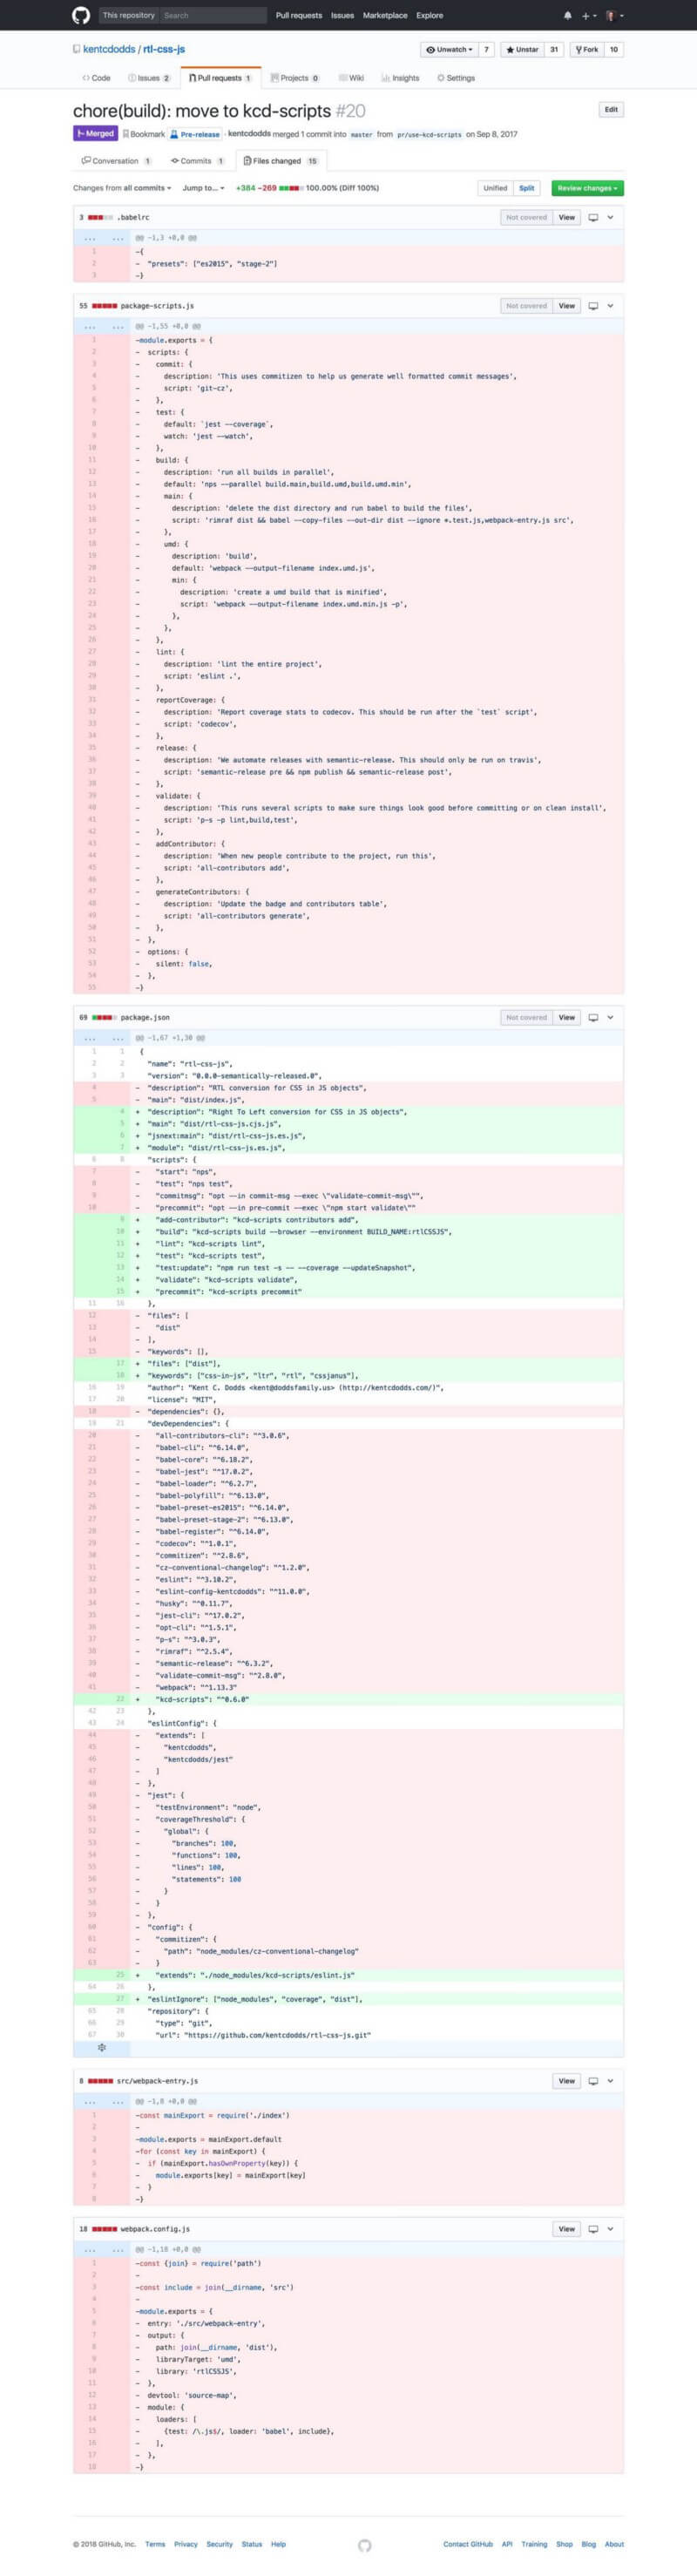 This repository Search Pull requests Issues Marketplace Explore
kentcdodds / rtl-css-js Unwatch 7 Unstar 31 Fork 10
Code Issues 2 Pull requests 1 Projects 0 Wiki Insights Settings
chore(build): move to kcd-scripts #20 Edit
Merged Bookmark Pre-release · kentcdodds merged 1 commit into master from pr/use-kcd-scripts on Sep 8, 2017
Conversation 1 Commits 1 Files changed 15
Changes from all commits Jump to... +384 −269 100.00% (Diff 100%) Unified Split Review changes
3 .babelrc Not covered View
... ... @@ -1,3 +0,0 @@
1 -{
2 - "presets": ["es2015", "stage-2"]
3 -}
55 package-scripts.js Not covered View
... ... @@ -1,55 +0,0 @@
1 -module.exports = {
2 - scripts: {
3 - commit: {
4 - description: 'This uses commitizen to help us generate well formatted commit messages',
5 - script: 'git-cz',
6 - },
7 - test: {
8 - default: `jest --coverage`,
9 - watch: 'jest --watch',
10 - },
11 - build: {
12 - description: 'run all builds in parallel',
13 - default: 'nps --parallel build.main,build.umd,build.umd.min',
14 - main: {
15 - description: 'delete the dist directory and run babel to build the files',
16 - script: 'rimraf dist && babel --copy-files --out-dir dist --ignore *.test.js,webpack-entry.js src',
17 - },
18 - umd: {
19 - description: 'build',
20 - default: 'webpack --output-filename index.umd.js',
21 - min: {
22 - description: 'create a umd build that is minified',
23 - script: 'webpack --output-filename index.umd.min.js -p',
24 - },
25 - },
26 - },
27 - lint: {
28 - description: 'lint the entire project',
29 - script: 'eslint .',
30 - },
31 - reportCoverage: {
32 - description: 'Report coverage stats to codecov. This should be run after the `test` script',
33 - script: 'codecov',
34 - },
35 - release: {
36 - description: 'We automate releases with semantic-release. This should only be run on travis',
37 - script: 'semantic-release pre && npm publish && semantic-release post',
38 - },
39 - validate: {
40 - description: 'This runs several scripts to make sure things look good before committing or on clean install',
41 - script: 'p-s -p lint,build,test',
42 - },
43 - addContributor: {
44 - description: 'When new people contribute to the project, run this',
45 - script: 'all-contributors add',
46 - },
47 - generateContributors: {
48 - description: 'Update the badge and contributors table',
49 - script: 'all-contributors generate',
50 - },
51 - },
52 - options: {
53 - silent: false,
54 - },
55 -}
69 package.json Not covered View
... ... @@ -1,67 +1,30 @@
1 1 {
2 2 "name": "rtl-css-js",
3 3 "version": "0.0.0-semantically-released.0",
4 - "description": "RTL conversion for CSS in JS objects",
5 - "main": "dist/index.js",
4 + "description": "Right To Left conversion for CSS in JS objects",
5 + "main": "dist/rtl-css-js.cjs.js",
6 + "jsnext:main": "dist/rtl-css-js.es.js",
7 + "module": "dist/rtl-css-js.es.js",
6 8 "scripts": {
7 - "start": "nps",
8 - "test": "nps test",
9 - "commitmsg": "opt --in commit-msg --exec \"validate-commit-msg\"",
10 - "precommit": "opt --in pre-commit --exec \"npm start validate\""
9 + "add-contributor": "kcd-scripts contributors add",
10 + "build": "kcd-scripts build --browser --environment BUILD_NAME:rtlCSSJS",
11 + "lint": "kcd-scripts lint",
12 + "test": "kcd-scripts test",
13 + "test:update": "npm run test -s -- --coverage --updateSnapshot",
14 + "validate": "kcd-scripts validate",
15 + "precommit": "kcd-scripts precommit"
11 16 },
12 - "files": [
13 - "dist"
14 - ],
15 - "keywords": [],
17 + "files": ["dist"],
18 + "keywords": ["css-in-js", "ltr", "rtl", "cssjanus"],
16 19 "author": "Kent C. Dodds <kent@doddsfamily.us> (http://kentcdodds.com/)",
17 20 "license": "MIT",
18 - "dependencies": {},
19 21 "devDependencies": {
20 - "all-contributors-cli": "^3.0.6",
21 - "babel-cli": "^6.14.0",
22 - "babel-core": "^6.18.2",
23 - "babel-jest": "^17.0.2",
24 - "babel-loader": "^6.2.7",
25 - "babel-polyfill": "^6.13.0",
26 - "babel-preset-es2015": "^6.14.0",
27 - "babel-preset-stage-2": "^6.13.0",
28 - "babel-register": "^6.14.0",
29 - "codecov": "^1.0.1",
30 - "commitizen": "^2.8.6",
31 - "cz-conventional-changelog": "^1.2.0",
32 - "eslint": "^3.10.2",
33 - "eslint-config-kentcdodds": "^11.0.0",
34 - "husky": "^0.11.7",
35 - "jest-cli": "^17.0.2",
36 - "opt-cli": "^1.5.1",
37 - "p-s": "^3.0.3",
38 - "rimraf": "^2.5.4",
39 - "semantic-release": "^6.3.2",
40 - "validate-commit-msg": "^2.8.0",
41 - "webpack": "^1.13.3"
22 + "kcd-scripts": "^0.6.0"
42 23 },
43 24 "eslintConfig": {
44 - "extends": [
45 - "kentcdodds",
46 - "kentcdodds/jest"
47 - ]
48 - },
49 - "jest": {
50 - "testEnvironment": "node",
51 - "coverageThreshold": {
52 - "global": {
53 - "branches": 100,
54 - "functions": 100,
55 - "lines": 100,
56 - "statements": 100
57 - }
58 - }
59 - },
60 - "config": {
61 - "commitizen": {
62 - "path": "node_modules/cz-conventional-changelog"
63 - }
25 + "extends": "./node_modules/kcd-scripts/eslint.js"
64 26 },
27 + "eslintIgnore": ["node_modules", "coverage", "dist"],
65 28 "repository": {
66 29 "type": "git",
67 30 "url": "https://github.com/kentcdodds/rtl-css-js.git"
8 src/webpack-entry.js View
... ... @@ -1,8 +0,0 @@
1 -const mainExport = require('./index')
2 -
3 -module.exports = mainExport.default
4 -for (const key in mainExport) {
5 - if (mainExport.hasOwnProperty(key)) {
6 - module.exports[key] = mainExport[key]
7 - }
8 -}
18 webpack.config.js View
... ... @@ -1,18 +0,0 @@
1 -const {join} = require('path')
2 -
3 -const include = join(__dirname, 'src')
4 -
5 -module.exports = {
6 - entry: './src/webpack-entry',
7 - output: {
8 - path: join(__dirname, 'dist'),
9 - libraryTarget: 'umd',
10 - library: 'rtlCSSJS',
11 - },
12 - devtool: 'source-map',
13 - module: {
14 - loaders: [
15 - {test: /\.js$/, loader: 'babel', include},
16 - ],
17 - },
18 -}
© 2018 GitHub, Inc. Terms Privacy Security Status Help Contact GitHub API Training Shop Blog About